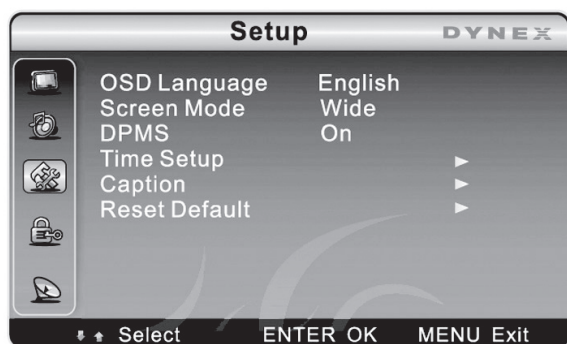 Setup DYNEX
OSD Language English
Screen Mode Wide
DPMS On
Time Setup
Caption
Reset Default
Select ENTER OK MENU Exit